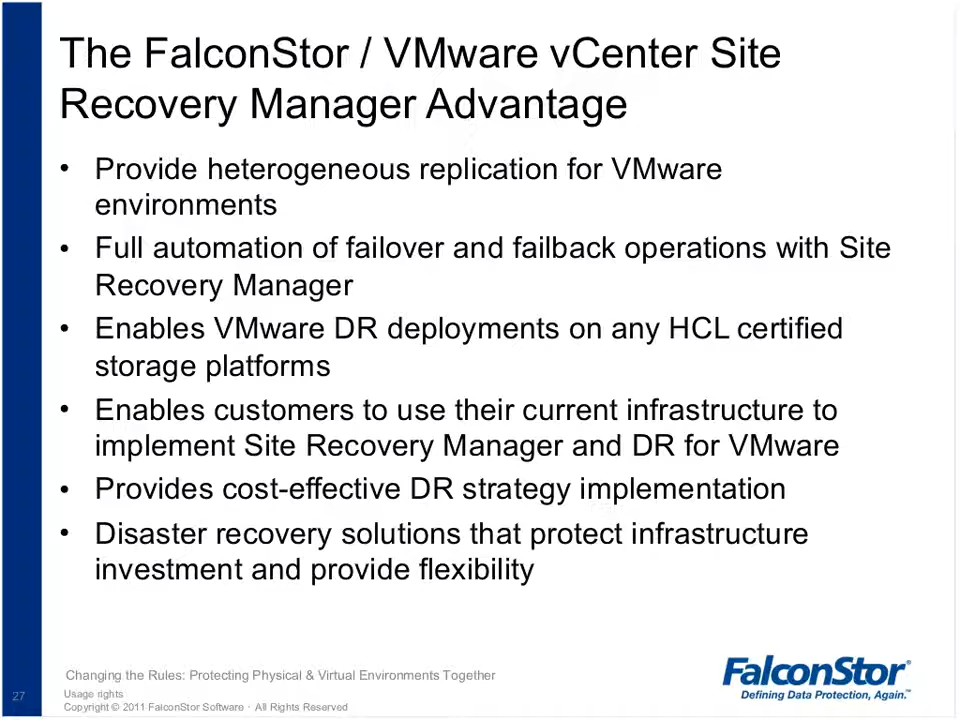 The FalconStor / VMware vCenter Site
Recovery Manager Advantage
• Provide heterogeneous replication for VMware
environments
• Full automation of failover and failback operations with Site
Recovery Manager
• Enables VMware DR deployments on any HCL certified
storage platforms
• Enables customers to use their current infrastructure to
implement Site Recovery Manager and DR for VMware
• Provides cost-effective DR strategy implementation
• Disaster recovery solutions that protect infrastructure
investment and provide flexibility
Changing the Rules: Protecting Physical & Virtual Environments Together
27
Usage rights
Copyright © 2011 FalconStor Software · All Rights Reserved
FalconStor®
Defining Data Protection, Again.™